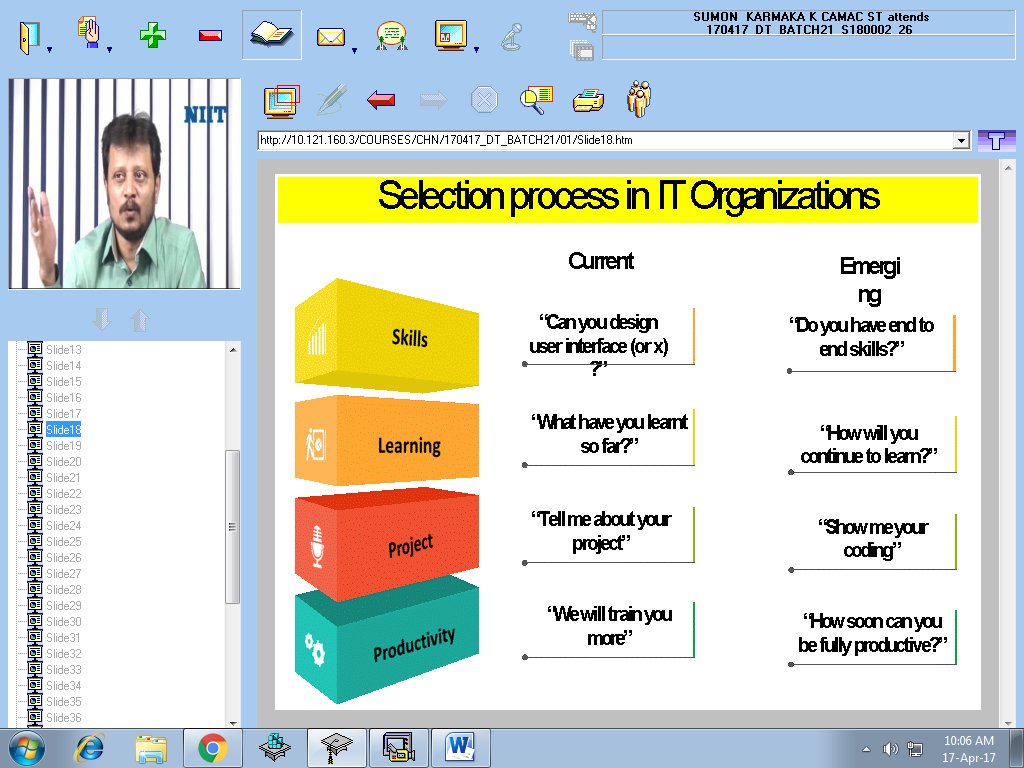 SUMON KARMAKA K CAMAC ST attends
170417_DT_BATCH21_S180002_26
NIIT
http://10.121.160.3/COURSES/CHN/170417_DT_BATCH21/01/Slide18.htm
T
Selection process in IT Organizations
Current
Emergi
ng
Skills
“Can you design
user interface (or x)
?”
“Do you have end to
end skills?”
Learning
“What have you learnt
so far?”
“How will you
continue to learn?”
Project
“Tell me about your
project”
“Show me your
coding”
Productivity
“We will train you
more”
“How soon can you
be fully productive?”
Slide13
Slide14
Slide15
Slide16
Slide17
Slide18
Slide19
Slide20
Slide21
Slide22
Slide23
Slide24
Slide25
Slide26
Slide27
Slide28
Slide29
Slide30
Slide31
Slide32
Slide33
Slide34
Slide35
Slide36
W
10:06 AM
17-Apr-17